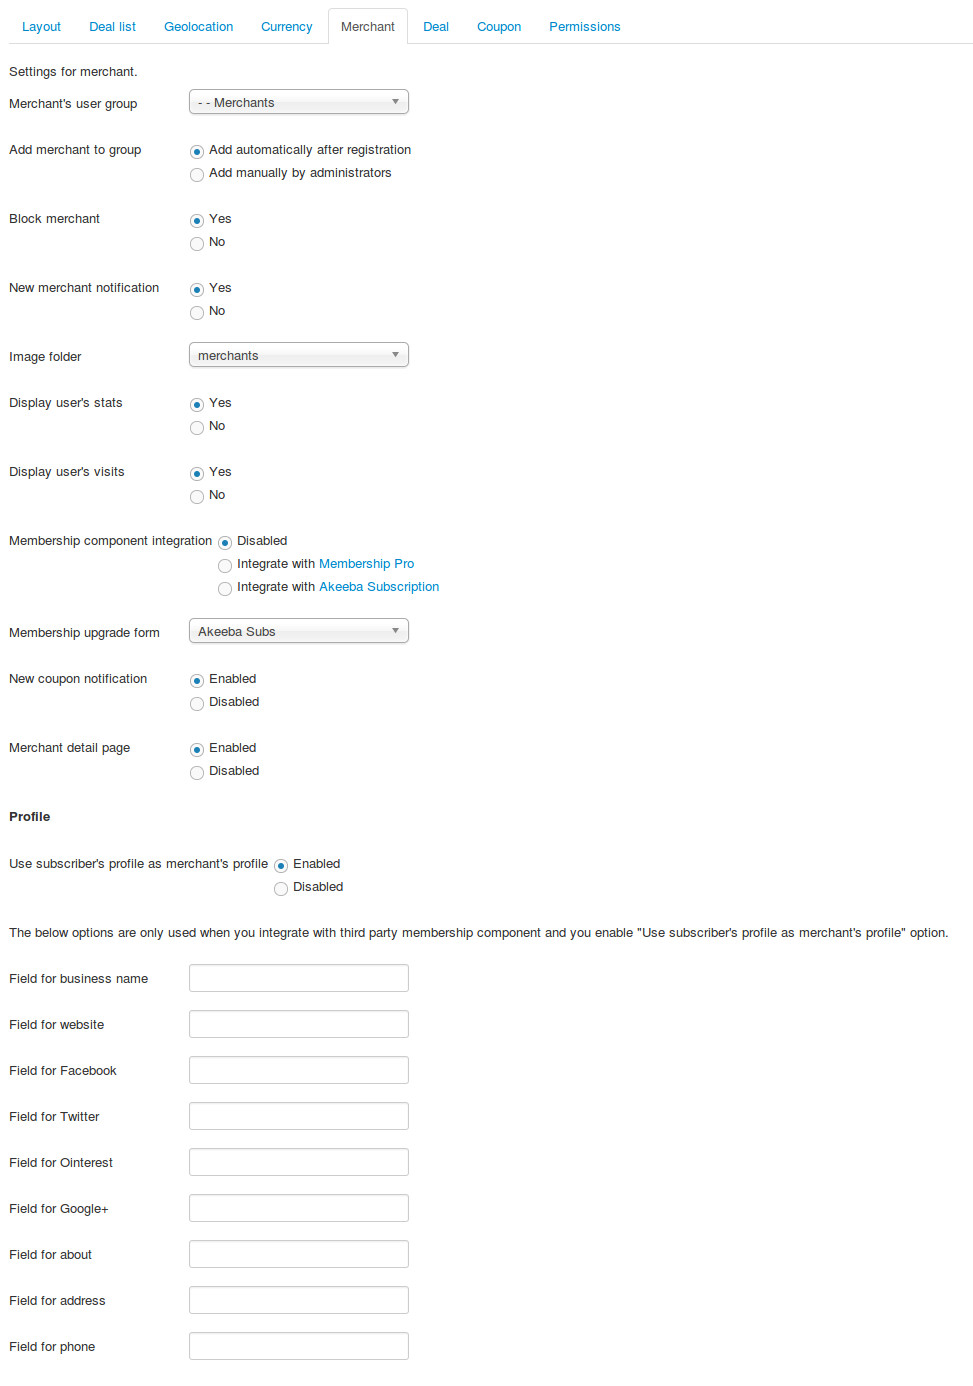 Layout Deal list Geolocation Currency Merchant Deal Coupon Permissions
Settings for merchant.
Merchant's user group - - Merchants
Add merchant to group Add automatically after registration
Add manually by administrators
Block merchant Yes
No
New merchant notification Yes
No
Image folder merchants
Display user's stats Yes
No
Display user's visits Yes
No
Membership component integration Disabled
Integrate with Membership Pro
Integrate with Akeeba Subscription
Membership upgrade form Akeeba Subs
New coupon notification Enabled
Disabled
Merchant detail page Enabled
Disabled
Profile
Use subscriber's profile as merchant's profile Enabled
Disabled
The below options are only used when you integrate with third party membership component and you enable "Use subscriber's profile as merchant's profile" option.
Field for business name
Field for website
Field for Facebook
Field for Twitter
Field for Ointerest
Field for Google+
Field for about
Field for address
Field for phone